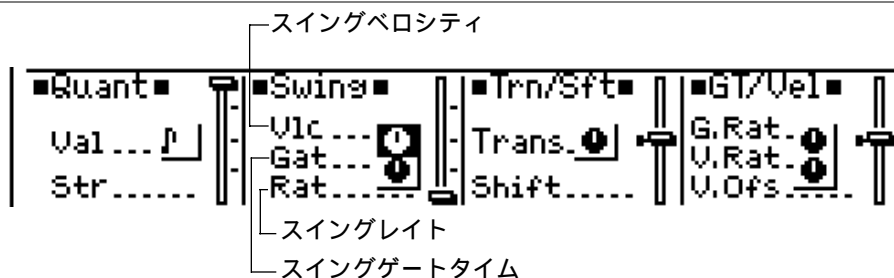 スイングベロシティ
■Quant■ ■Swing■ ■Trn/Sft■ ■GT/Vel■
Val... Vlc... Trans. G.Rat.
Gat... V.Rat.
Str...... Rat...... Shift..... V.Ofs.....
スイングレイト
スイングゲートタイム